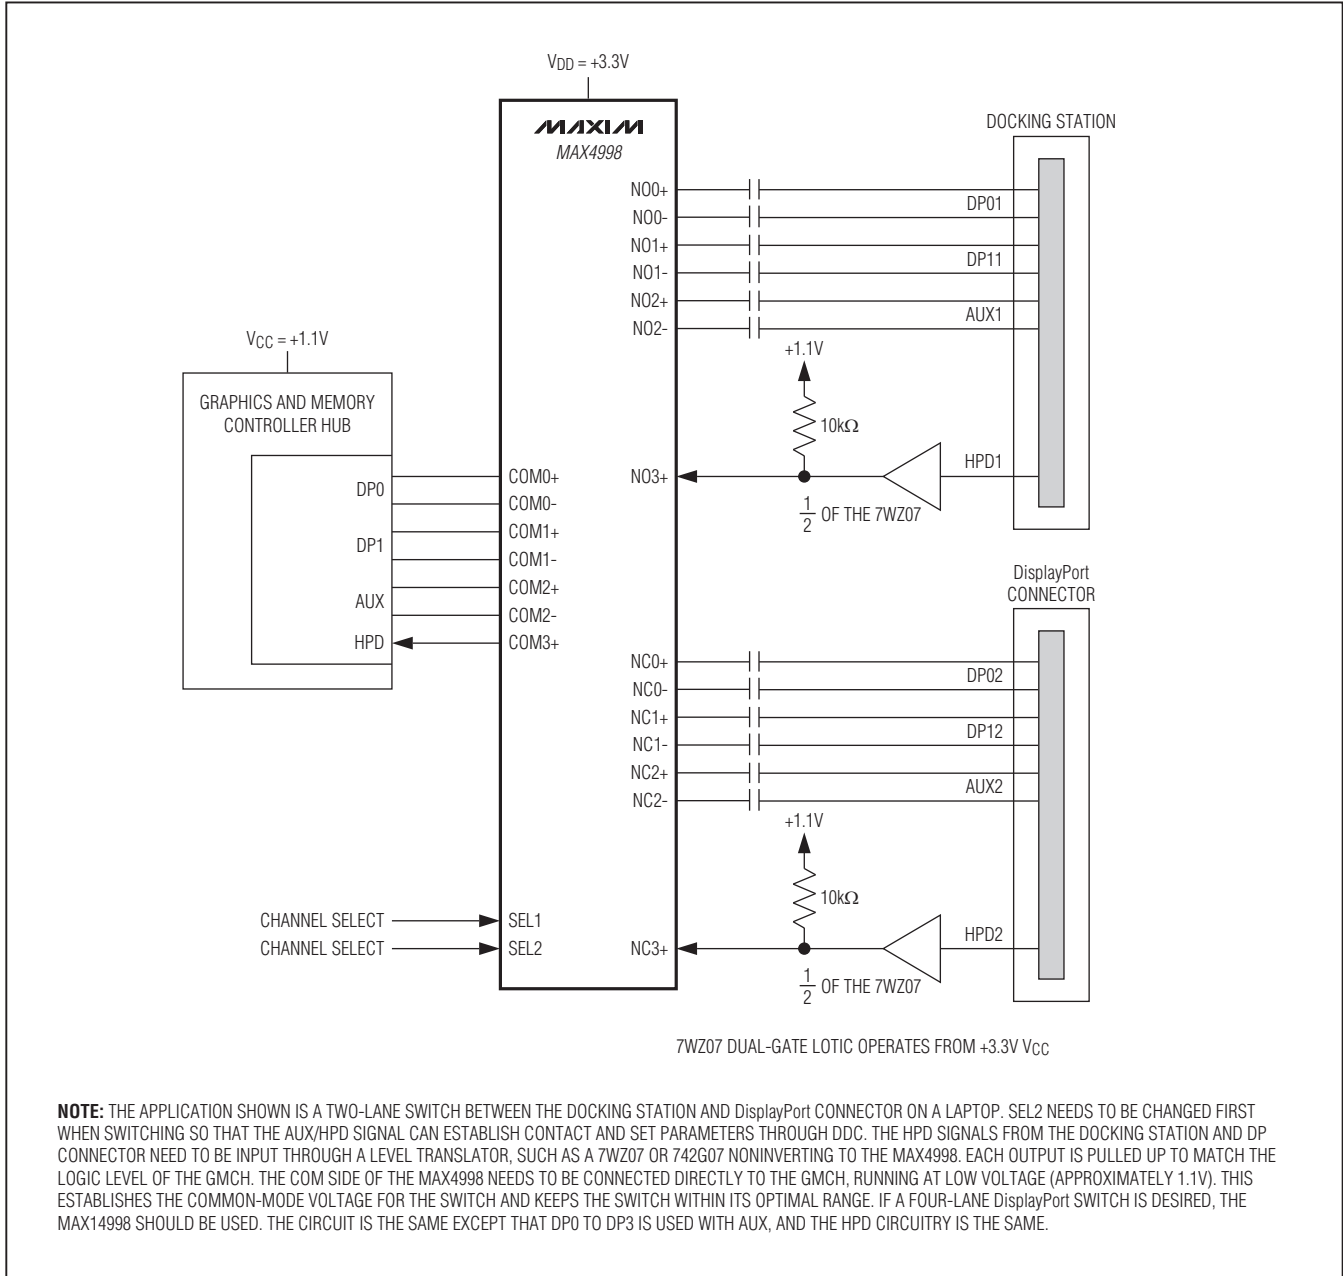 VDD = +3.3V
MAXIM
MAX4998
DOCKING STATION
NO0+
NO0-
DP01
NO1+
NO1-
DP11
NO2+
NO2-
AUX1
+1.1V
10kΩ
NO3+
HPD1
1/2 OF THE 7WZ07
VCC = +1.1V
GRAPHICS AND MEMORY
CONTROLLER HUB
DP0
DP1
AUX
HPD
COM0+
COM0-
COM1+
COM1-
COM2+
COM2-
COM3+
DisplayPort
CONNECTOR
NC0+
NC0-
DP02
NC1+
NC1-
DP12
NC2+
NC2-
AUX2
+1.1V
10kΩ
CHANNEL SELECT
SEL1
CHANNEL SELECT
SEL2
NC3+
HPD2
1/2 OF THE 7WZ07
7WZ07 DUAL-GATE LOTIC OPERATES FROM +3.3V VCC
NOTE: THE APPLICATION SHOWN IS A TWO-LANE SWITCH BETWEEN THE DOCKING STATION AND DisplayPort CONNECTOR ON A LAPTOP. SEL2 NEEDS TO BE CHANGED FIRST
WHEN SWITCHING SO THAT THE AUX/HPD SIGNAL CAN ESTABLISH CONTACT AND SET PARAMETERS THROUGH DDC. THE HPD SIGNALS FROM THE DOCKING STATION AND DP
CONNECTOR NEED TO BE INPUT THROUGH A LEVEL TRANSLATOR, SUCH AS A 7WZ07 OR 742G07 NONINVERTING TO THE MAX4998. EACH OUTPUT IS PULLED UP TO MATCH THE
LOGIC LEVEL OF THE GMCH. THE COM SIDE OF THE MAX4998 NEEDS TO BE CONNECTED DIRECTLY TO THE GMCH, RUNNING AT LOW VOLTAGE (APPROXIMATELY 1.1V). THIS
ESTABLISHES THE COMMON-MODE VOLTAGE FOR THE SWITCH AND KEEPS THE SWITCH WITHIN ITS OPTIMAL RANGE. IF A FOUR-LANE DisplayPort SWITCH IS DESIRED, THE
MAX14998 SHOULD BE USED. THE CIRCUIT IS THE SAME EXCEPT THAT DP0 TO DP3 IS USED WITH AUX, AND THE HPD CIRCUITRY IS THE SAME.